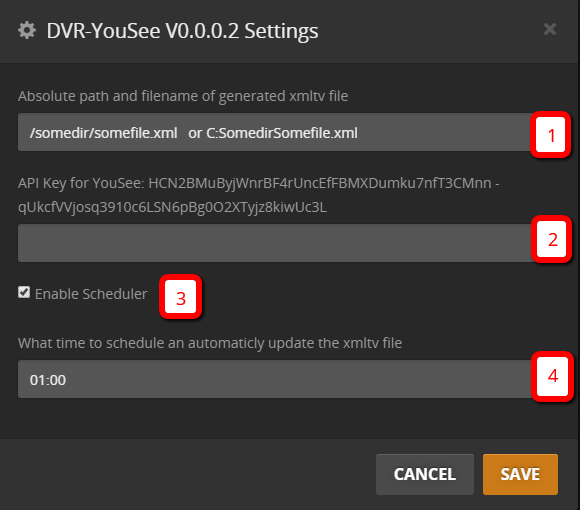 DVR-YouSee V0.0.0.2 Settings
Absolute path and filename of generated xmltv file
/somedir/somefile.xml or C:SomedirSomefile.xml
1
API Key for YouSee: HCN2BMuByjWnrBF4rUncEfFBMXDumku7nfT3CMnn -
qUkcfVVjosq3910c6LSN6pBg0O2XTyjz8kiwUc3L
2
Enable Scheduler
3
What time to schedule an automaticly update the xmltv file
01:00
4
CANCEL SAVE